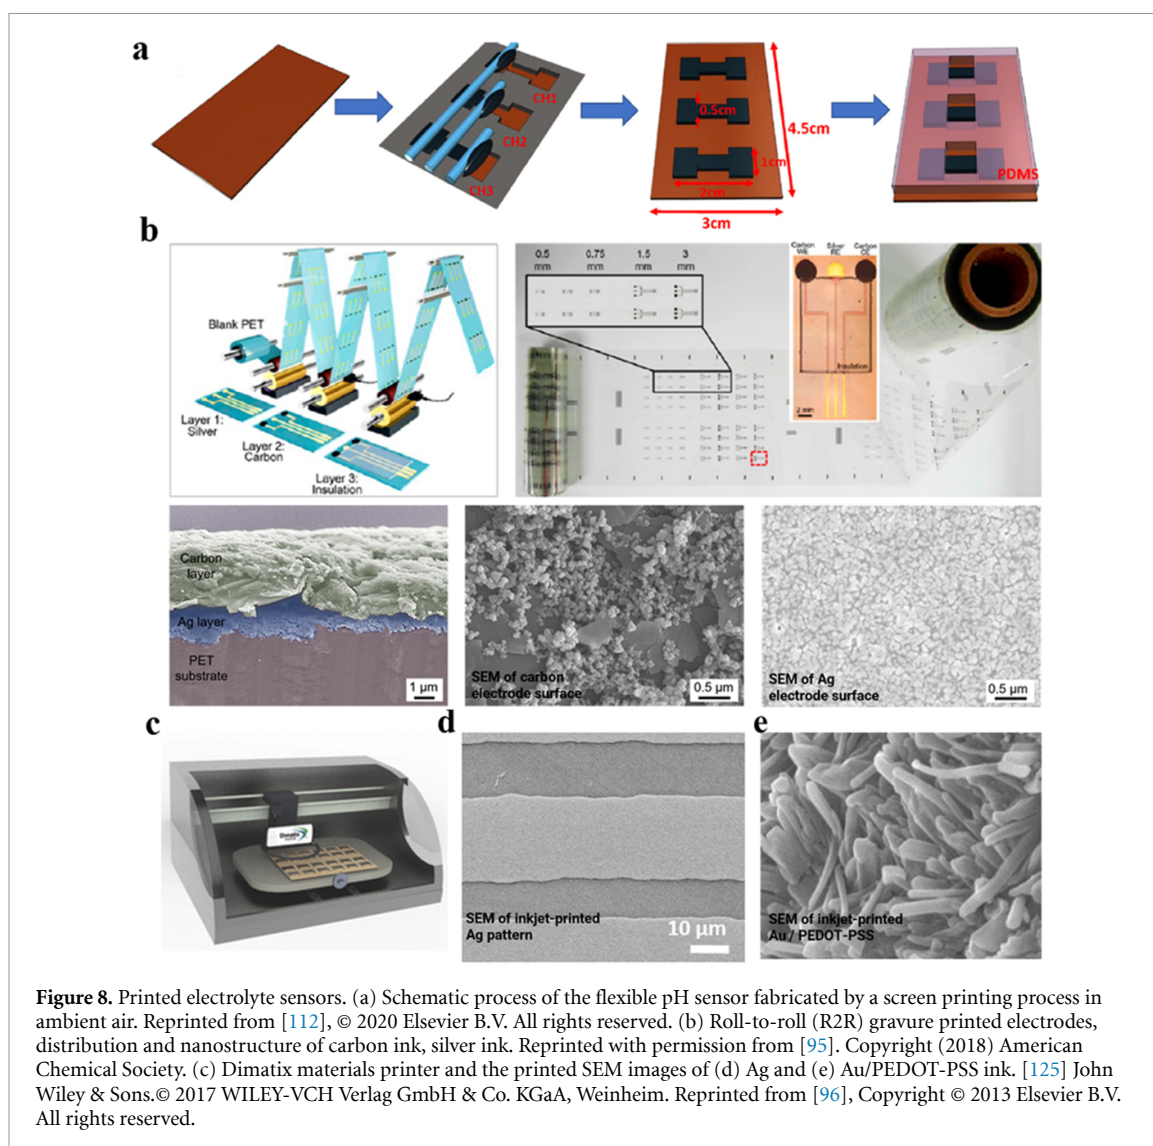 a
CH1
CH2
CH3
0.5cm
1cm
2cm
4.5cm
3cm
PDMS
b
Blank PET
Layer 1:
Silver
Layer 2:
Carbon
Layer 3:
Insulation
0.5
mm
0.75
mm
1.5
mm
3
mm
Carbon
WE
Silver
RE
Carbon
CE
Insulation
2 mm
Carbon
layer
Ag layer
PET
substrate
1 µm
SEM of carbon
electrode surface
0.5 µm
SEM of Ag
electrode surface
0.5 µm
c
Dimatix
d
SEM of inkjet-printed
Ag pattern
10 µm
e
SEM of inkjet-printed
Au / PEDOT-PSS
Figure 8. Printed electrolyte sensors. (a) Schematic process of the flexible pH sensor fabricated by a screen printing process in
ambient air. Reprinted from [112], © 2020 Elsevier B.V. All rights reserved. (b) Roll-to-roll (R2R) gravure printed electrodes,
distribution and nanostructure of carbon ink, silver ink. Reprinted with permission from [95]. Copyright (2018) American
Chemical Society. (c) Dimatix materials printer and the printed SEM images of (d) Ag and (e) Au/PEDOT-PSS ink. [125] John
Wiley & Sons.© 2017 WILEY-VCH Verlag GmbH & Co. KGaA, Weinheim. Reprinted from [96], Copyright © 2013 Elsevier B.V.
All rights reserved.